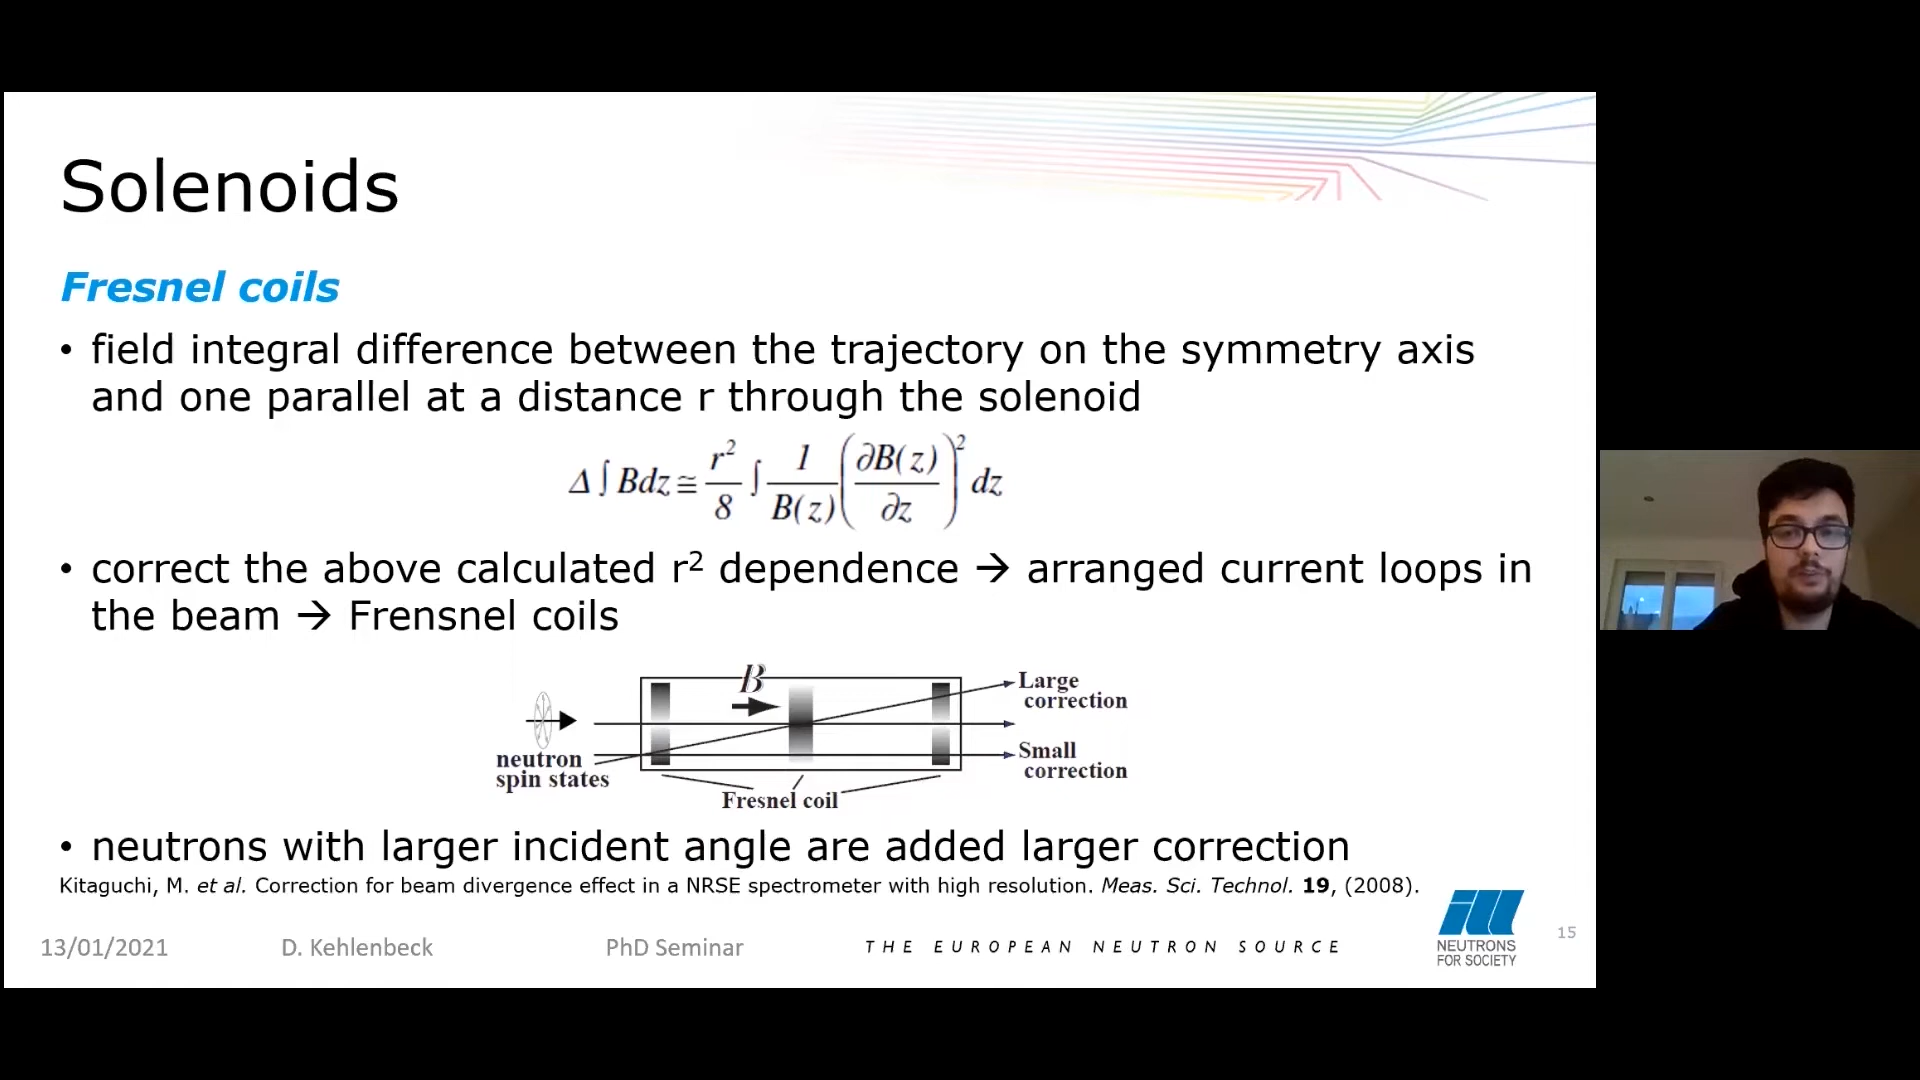 Solenoids
Fresnel coils
• field integral difference between the trajectory on the symmetry axis
and one parallel at a distance r through the solenoid
Δ∫Bdz ≅ r²/8 ∫ 1/B(z) (∂B(z)/∂z)² dz
• correct the above calculated r² dependence → arranged current loops in
the beam → Frensnel coils
B
Large
correction
neutron
spin states
Small
correction
Fresnel coil
• neutrons with larger incident angle are added larger correction
Kitaguchi, M. et al. Correction for beam divergence effect in a NRSE spectrometer with high resolution. Meas. Sci. Technol. 19, (2008).
13/01/2021 D. Kehlenbeck PhD Seminar THE EUROPEAN NEUTRON SOURCE
ill
NEUTRONS
FOR SOCIETY
15